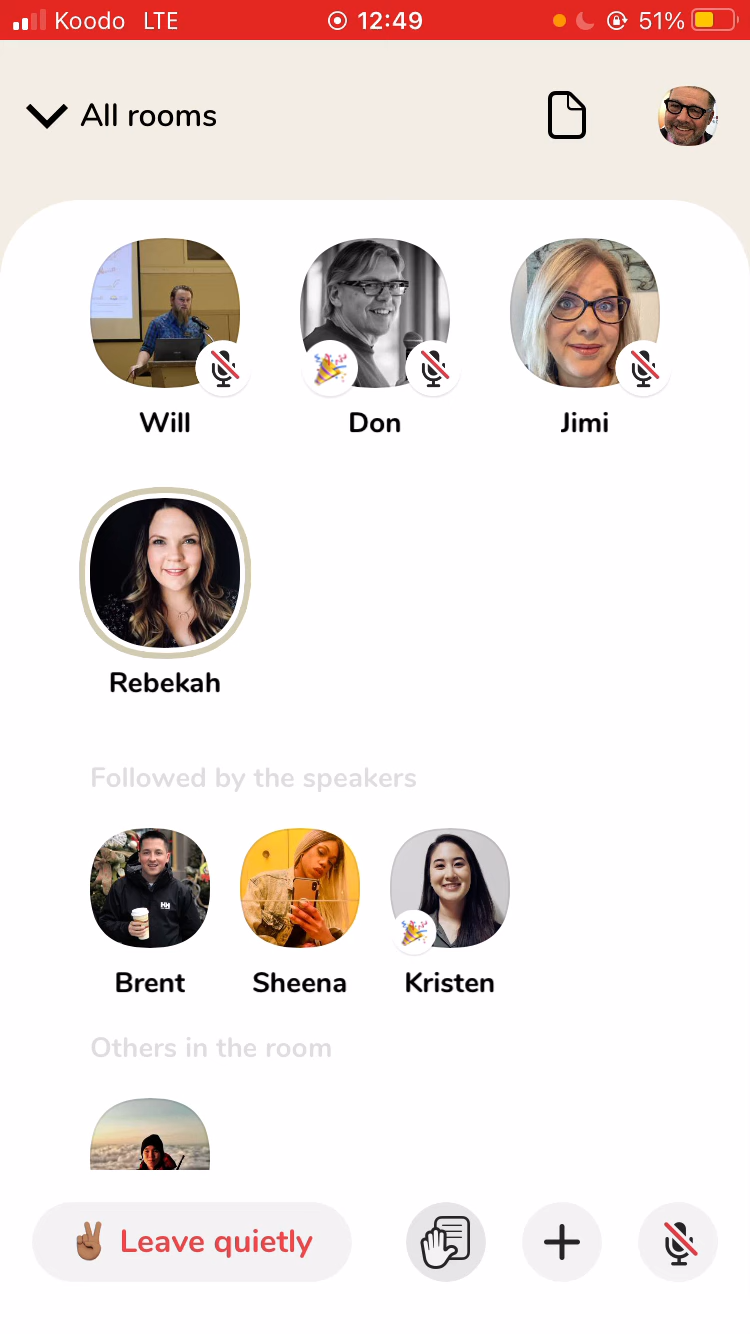 Koodo LTE 12:49 51%
All rooms
Will Don Jimi
Rebekah
Followed by the speakers
HH
Brent Sheena Kristen
Others in the room
Leave quietly